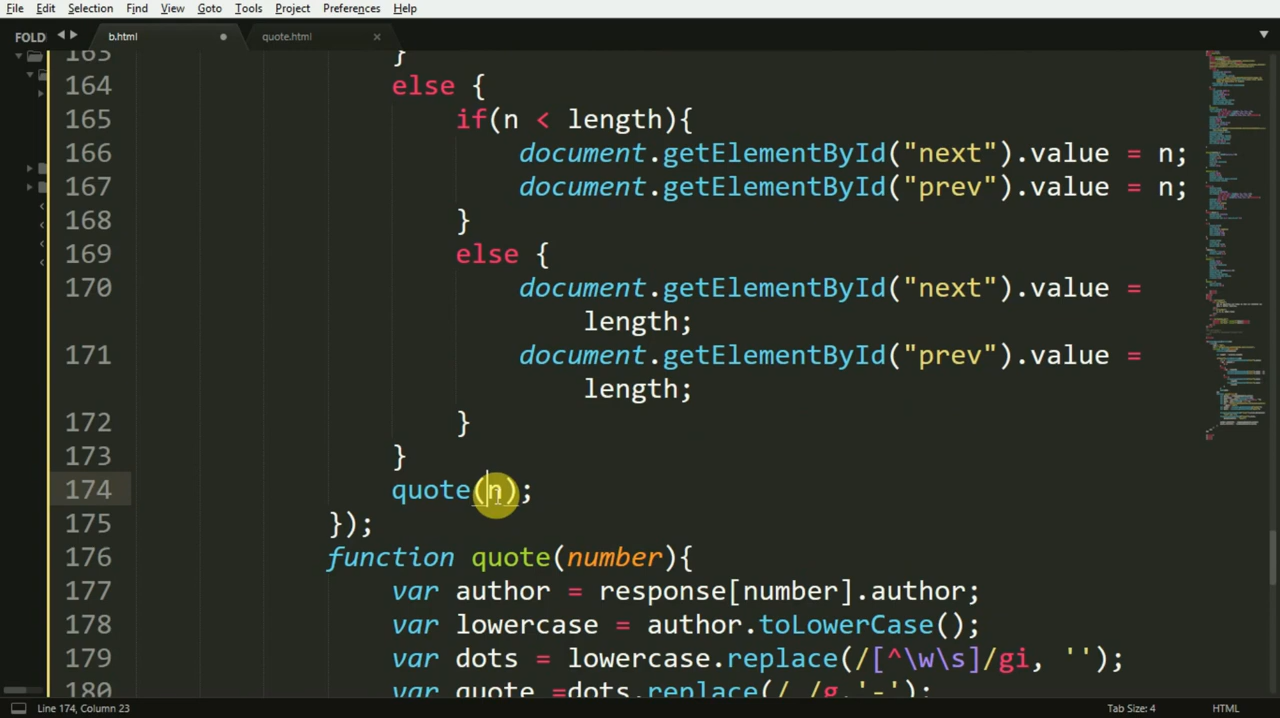 File Edit Selection Find View Goto Tools Project Preferences Help
FOLD b.html quote.html
163 }
164 else {
165 if(n < length){
166 document.getElementById("next").value = n;
167 document.getElementById("prev").value = n;
168 }
169 else {
170 document.getElementById("next").value =
length;
171 document.getElementById("prev").value =
length;
172 }
173 }
174 quote(n);
175 });
176 function quote(number){
177 var author = response[number].author;
178 var lowercase = author.toLowerCase();
179 var dots = lowercase.replace(/[^\w\s]/gi, '');
180 var quote =dots.replace(/ /g,'-');
Line 174, Column 23 Tab Size: 4 HTML